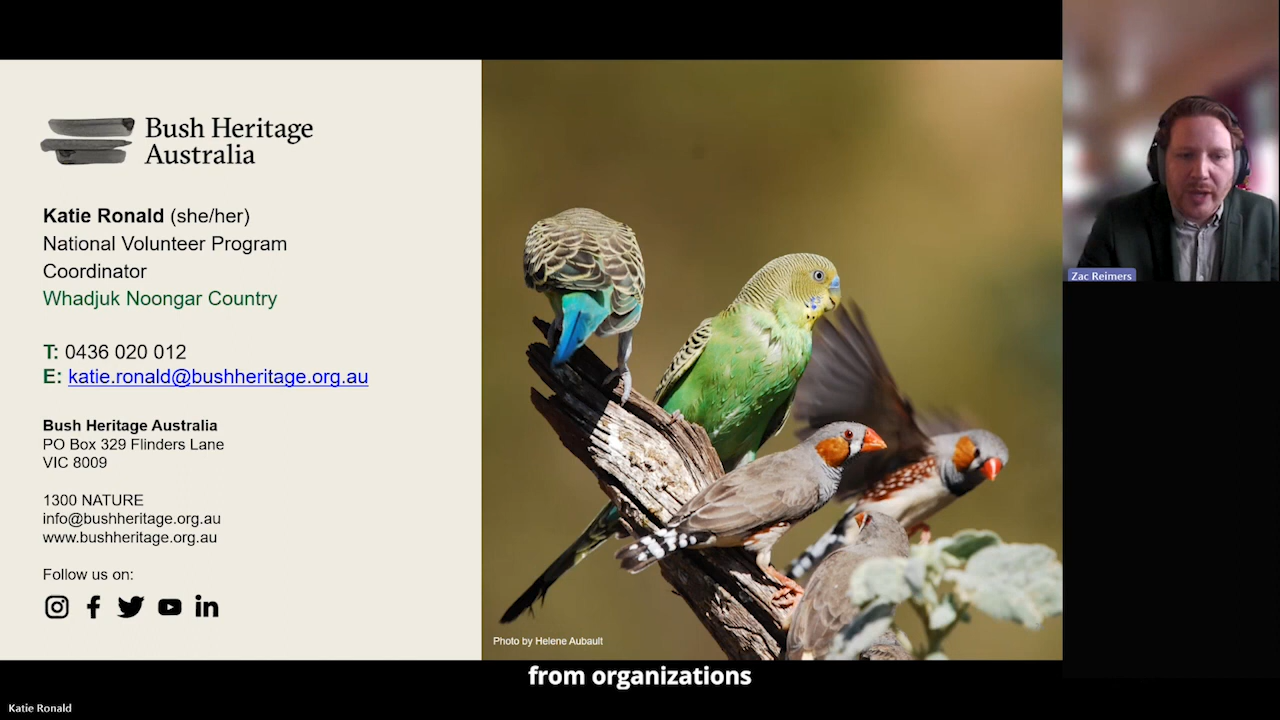 Bush Heritage
Australia
Katie Ronald (she/her)
National Volunteer Program
Coordinator
Whadjuk Noongar Country
T: 0436 020 012
E: katie.ronald@bushheritage.org.au
Bush Heritage Australia
PO Box 329 Flinders Lane
VIC 8009
1300 NATURE
info@bushheritage.org.au
www.bushheritage.org.au
Follow us on:
Photo by Helene Aubault
Zac Reimers
from organizations
Katie Ronald